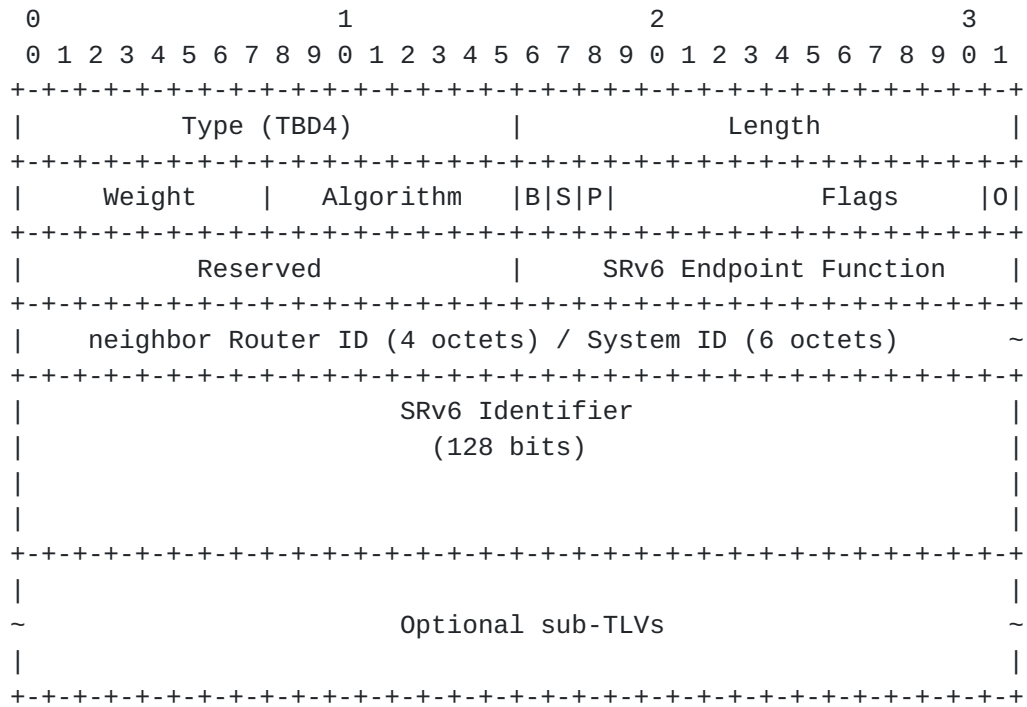 0                   1                   2                   3
 0 1 2 3 4 5 6 7 8 9 0 1 2 3 4 5 6 7 8 9 0 1 2 3 4 5 6 7 8 9 0 1
+-+-+-+-+-+-+-+-+-+-+-+-+-+-+-+-+-+-+-+-+-+-+-+-+-+-+-+-+-+-+-+-+
|          Type (TBD4)          |             Length            |
+-+-+-+-+-+-+-+-+-+-+-+-+-+-+-+-+-+-+-+-+-+-+-+-+-+-+-+-+-+-+-+-+
|     Weight    |   Algorithm   |B|S|P|             Flags     |O|
+-+-+-+-+-+-+-+-+-+-+-+-+-+-+-+-+-+-+-+-+-+-+-+-+-+-+-+-+-+-+-+-+
|           Reserved            |     SRv6 Endpoint Function    |
+-+-+-+-+-+-+-+-+-+-+-+-+-+-+-+-+-+-+-+-+-+-+-+-+-+-+-+-+-+-+-+-+
|    neighbor Router ID (4 octets) / System ID (6 octets)       ~
+-+-+-+-+-+-+-+-+-+-+-+-+-+-+-+-+-+-+-+-+-+-+-+-+-+-+-+-+-+-+-+-+
|                        SRv6 Identifier                        |
|                          (128 bits)                           |
|                                                               |
|                                                               |
+-+-+-+-+-+-+-+-+-+-+-+-+-+-+-+-+-+-+-+-+-+-+-+-+-+-+-+-+-+-+-+-+
|                                                               |
~                        Optional sub-TLVs                      ~
|                                                               |
+-+-+-+-+-+-+-+-+-+-+-+-+-+-+-+-+-+-+-+-+-+-+-+-+-+-+-+-+-+-+-+-+